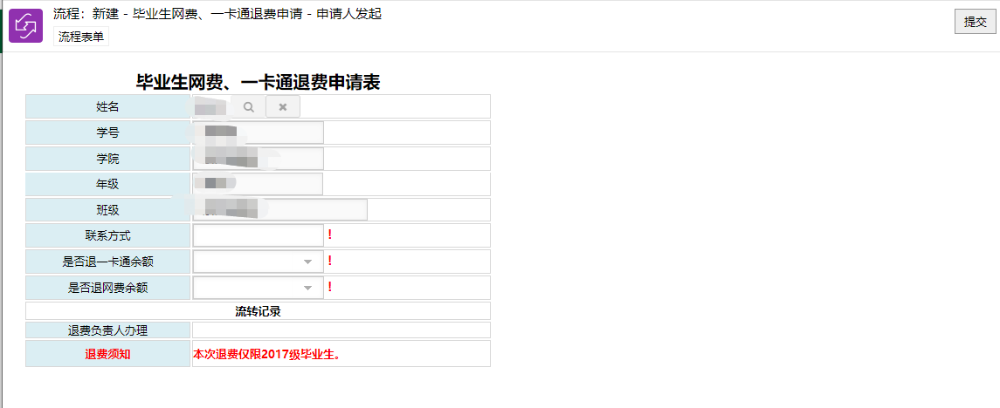 流程：新建 - 毕业生网费、一卡通退费申请 - 申请人发起
流程表单
提交
毕业生网费、一卡通退费申请表
姓名
学号
学院
年级
班级
联系方式 !
是否退一卡通余额 !
是否退网费余额 !
流转记录
退费负责人办理
退费须知 本次退费仅限2017级毕业生。